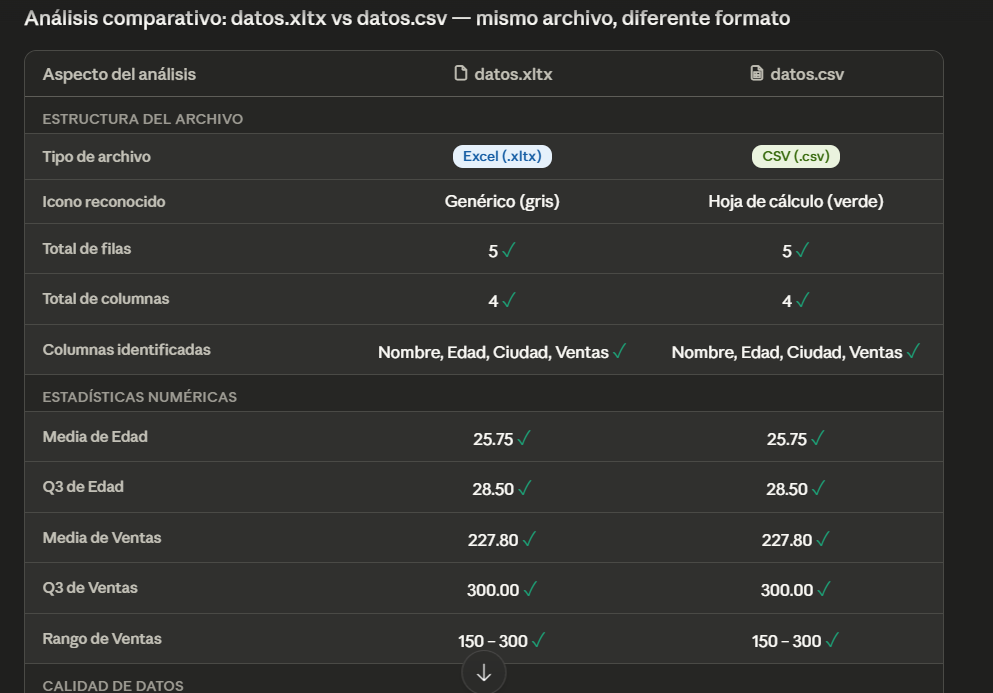 Análisis comparativo: datos.xltx vs datos.csv — mismo archivo, diferente formato
Aspecto del análisis datos.xltx datos.csv
ESTRUCTURA DEL ARCHIVO
Tipo de archivo Excel (.xltx) CSV (.csv)
Icono reconocido Genérico (gris) Hoja de cálculo (verde)
Total de filas 5 ✓ 5 ✓
Total de columnas 4 ✓ 4 ✓
Columnas identificadas Nombre, Edad, Ciudad, Ventas ✓ Nombre, Edad, Ciudad, Ventas ✓
ESTADÍSTICAS NUMÉRICAS
Media de Edad 25.75 ✓ 25.75 ✓
Q3 de Edad 28.50 ✓ 28.50 ✓
Media de Ventas 227.80 ✓ 227.80 ✓
Q3 de Ventas 300.00 ✓ 300.00 ✓
Rango de Ventas 150 – 300 ✓ 150 – 300 ✓
CALIDAD DE DATOS